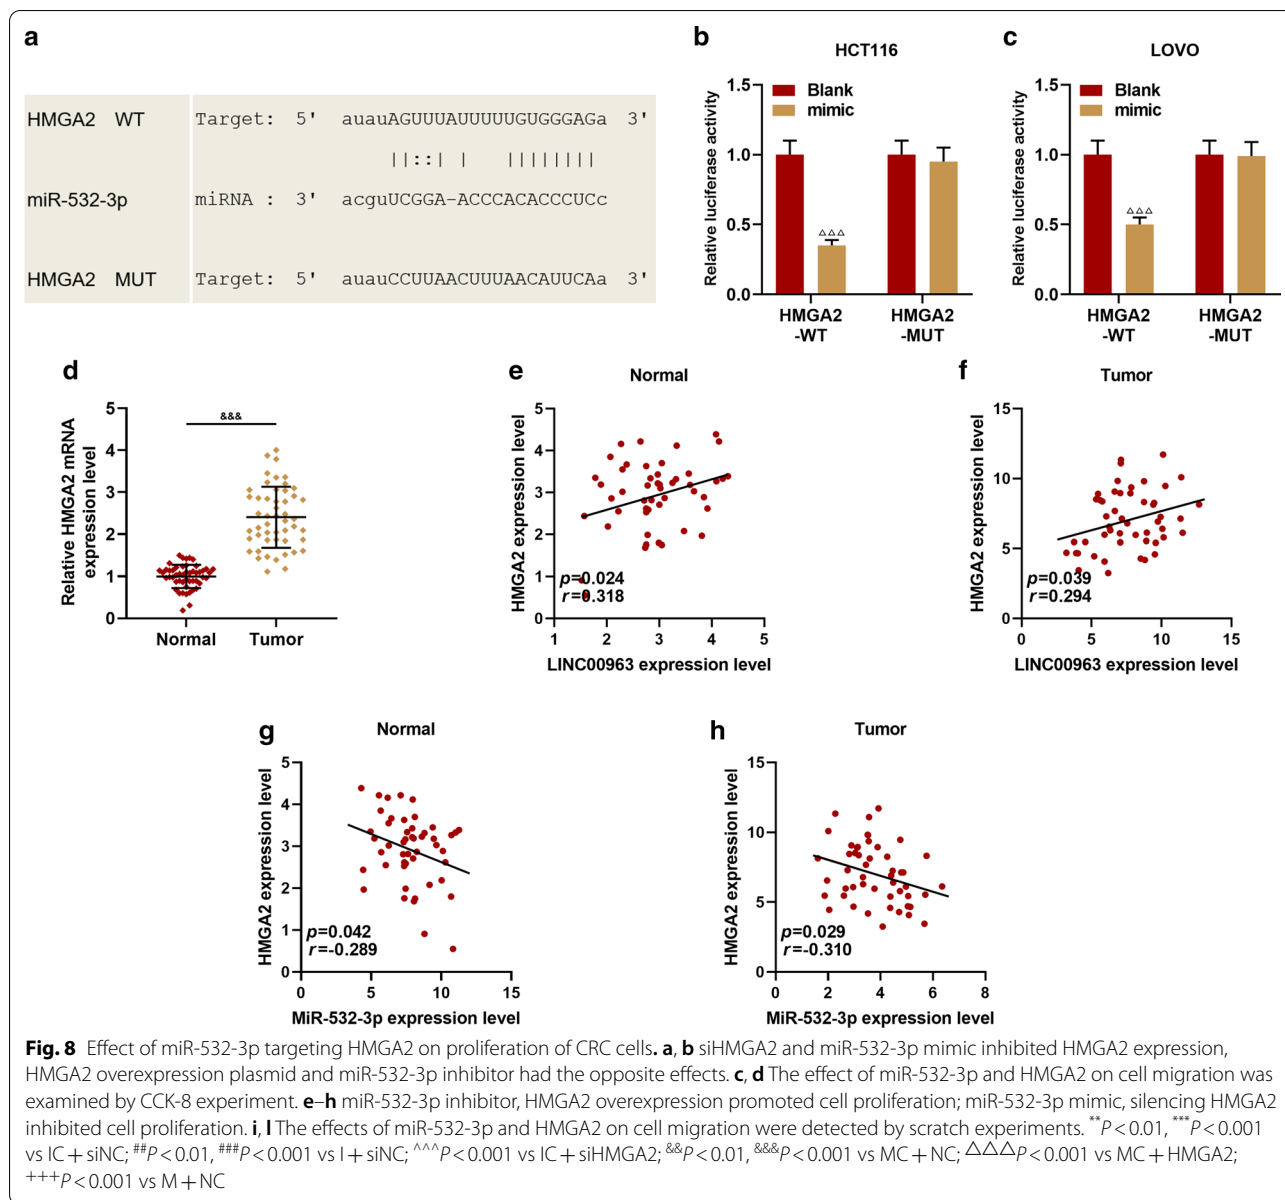 a
HMGA2 WT Target: 5' auauAGUUUAUUUUUGUGGGAGa 3'
||::| | ||||||||
miR-532-3p miRNA : 3' acguUCGGA-ACCCACACCCUCc
HMGA2 MUT Target: 5' auauCCUUAACUUUAACAUUCAa 3'
b
HCT116
Relative luciferase activity
1.5
1.0
0.5
0.0
Blank
mimic
△△△
HMGA2
-WT
HMGA2
-MUT
c
LOVO
Relative luciferase activity
1.5
1.0
0.5
0.0
Blank
mimic
△△△
HMGA2
-WT
HMGA2
-MUT
d
Relative HMGA2 mRNA
expression level
5
4
3
2
1
0
&&&
Normal Tumor
e
Normal
HMGA2 expression level
5
4
3
2
1
0
p=0.024
r=0.318
1 2 3 4 5
LINC00963 expression level
f
Tumor
HMGA2 expression level
15
10
5
0
p=0.039
r=0.294
0 5 10 15
LINC00963 expression level
g
Normal
HMGA2 expression level
5
4
3
2
1
0
p=0.042
r=-0.289
0 5 10 15
MiR-532-3p expression level
h
Tumor
HMGA2 expression level
15
10
5
0
p=0.029
r=-0.310
0 2 4 6 8
MiR-532-3p expression level
Fig. 8 Effect of miR-532-3p targeting HMGA2 on proliferation of CRC cells. a, b siHMGA2 and miR-532-3p mimic inhibited HMGA2 expression,
HMGA2 overexpression plasmid and miR-532-3p inhibitor had the opposite effects. c, d The effect of miR-532-3p and HMGA2 on cell migration was
examined by CCK-8 experiment. e–h miR-532-3p inhibitor, HMGA2 overexpression promoted cell proliferation; miR-532-3p mimic, silencing HMGA2
inhibited cell proliferation. i, l The effects of miR-532-3p and HMGA2 on cell migration were detected by scratch experiments. **P < 0.01, ***P < 0.001
vs IC + siNC; ##P < 0.01, ###P < 0.001 vs I + siNC; ^^^P < 0.001 vs IC + siHMGA2; &&P < 0.01, &&&P < 0.001 vs MC + NC; △△△P < 0.001 vs MC + HMGA2;
+++P < 0.001 vs M + NC